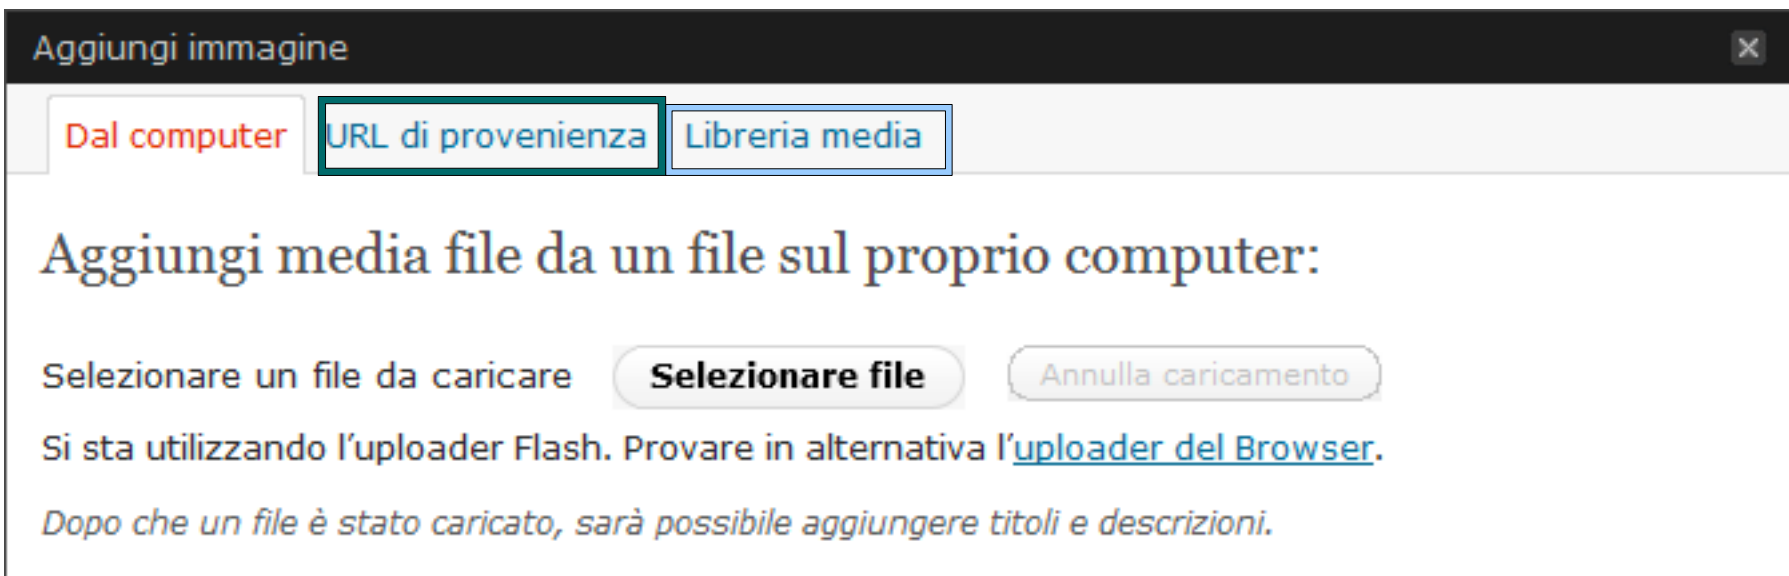 Aggiungi immagine
Dal computer URL di provenienza Libreria media
Aggiungi media file da un file sul proprio computer:
Selezionare un file da caricare Selezionare file Annulla caricamento
Si sta utilizzando l’uploader Flash. Provare in alternativa l’uploader del Browser.
Dopo che un file è stato caricato, sarà possibile aggiungere titoli e descrizioni.